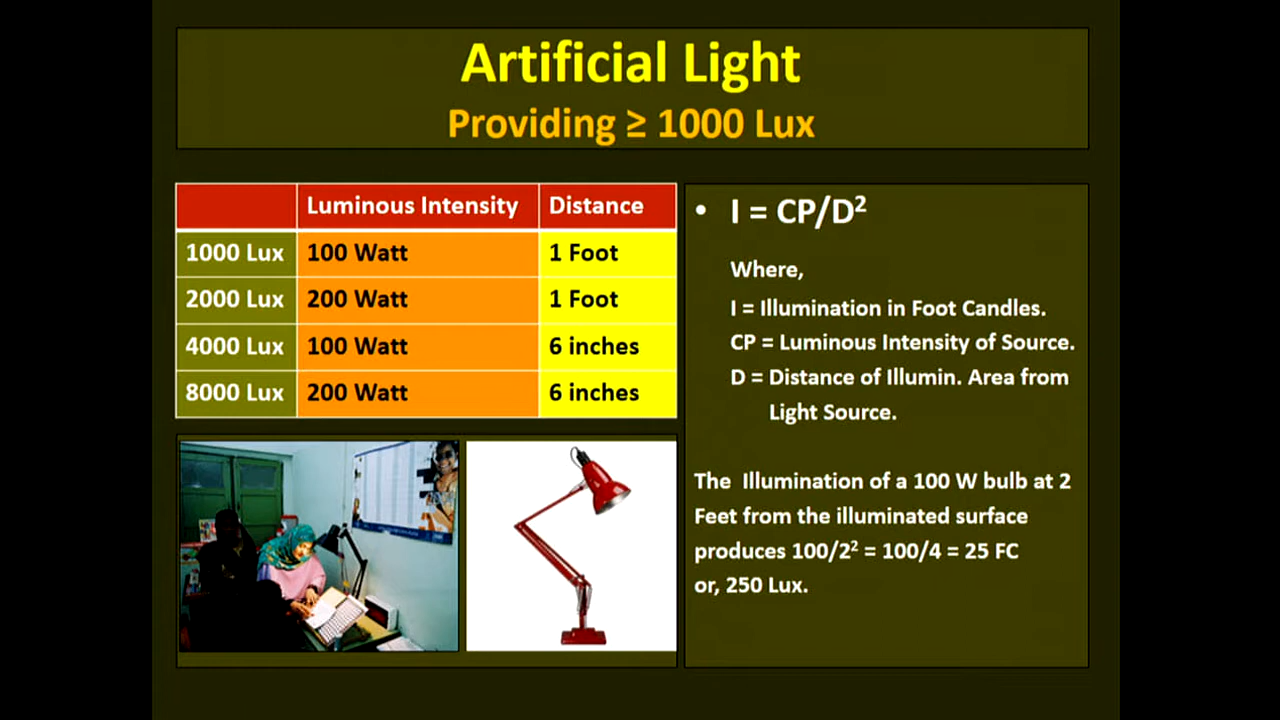 Artificial Light
Providing ≥ 1000 Lux
Luminous Intensity Distance
1000 Lux 100 Watt 1 Foot
2000 Lux 200 Watt 1 Foot
4000 Lux 100 Watt 6 inches
8000 Lux 200 Watt 6 inches
• I = CP/D²
Where,
I = Illumination in Foot Candles.
CP = Luminous Intensity of Source.
D = Distance of Illumin. Area from
Light Source.
The Illumination of a 100 W bulb at 2
Feet from the illuminated surface
produces 100/2² = 100/4 = 25 FC
or, 250 Lux.